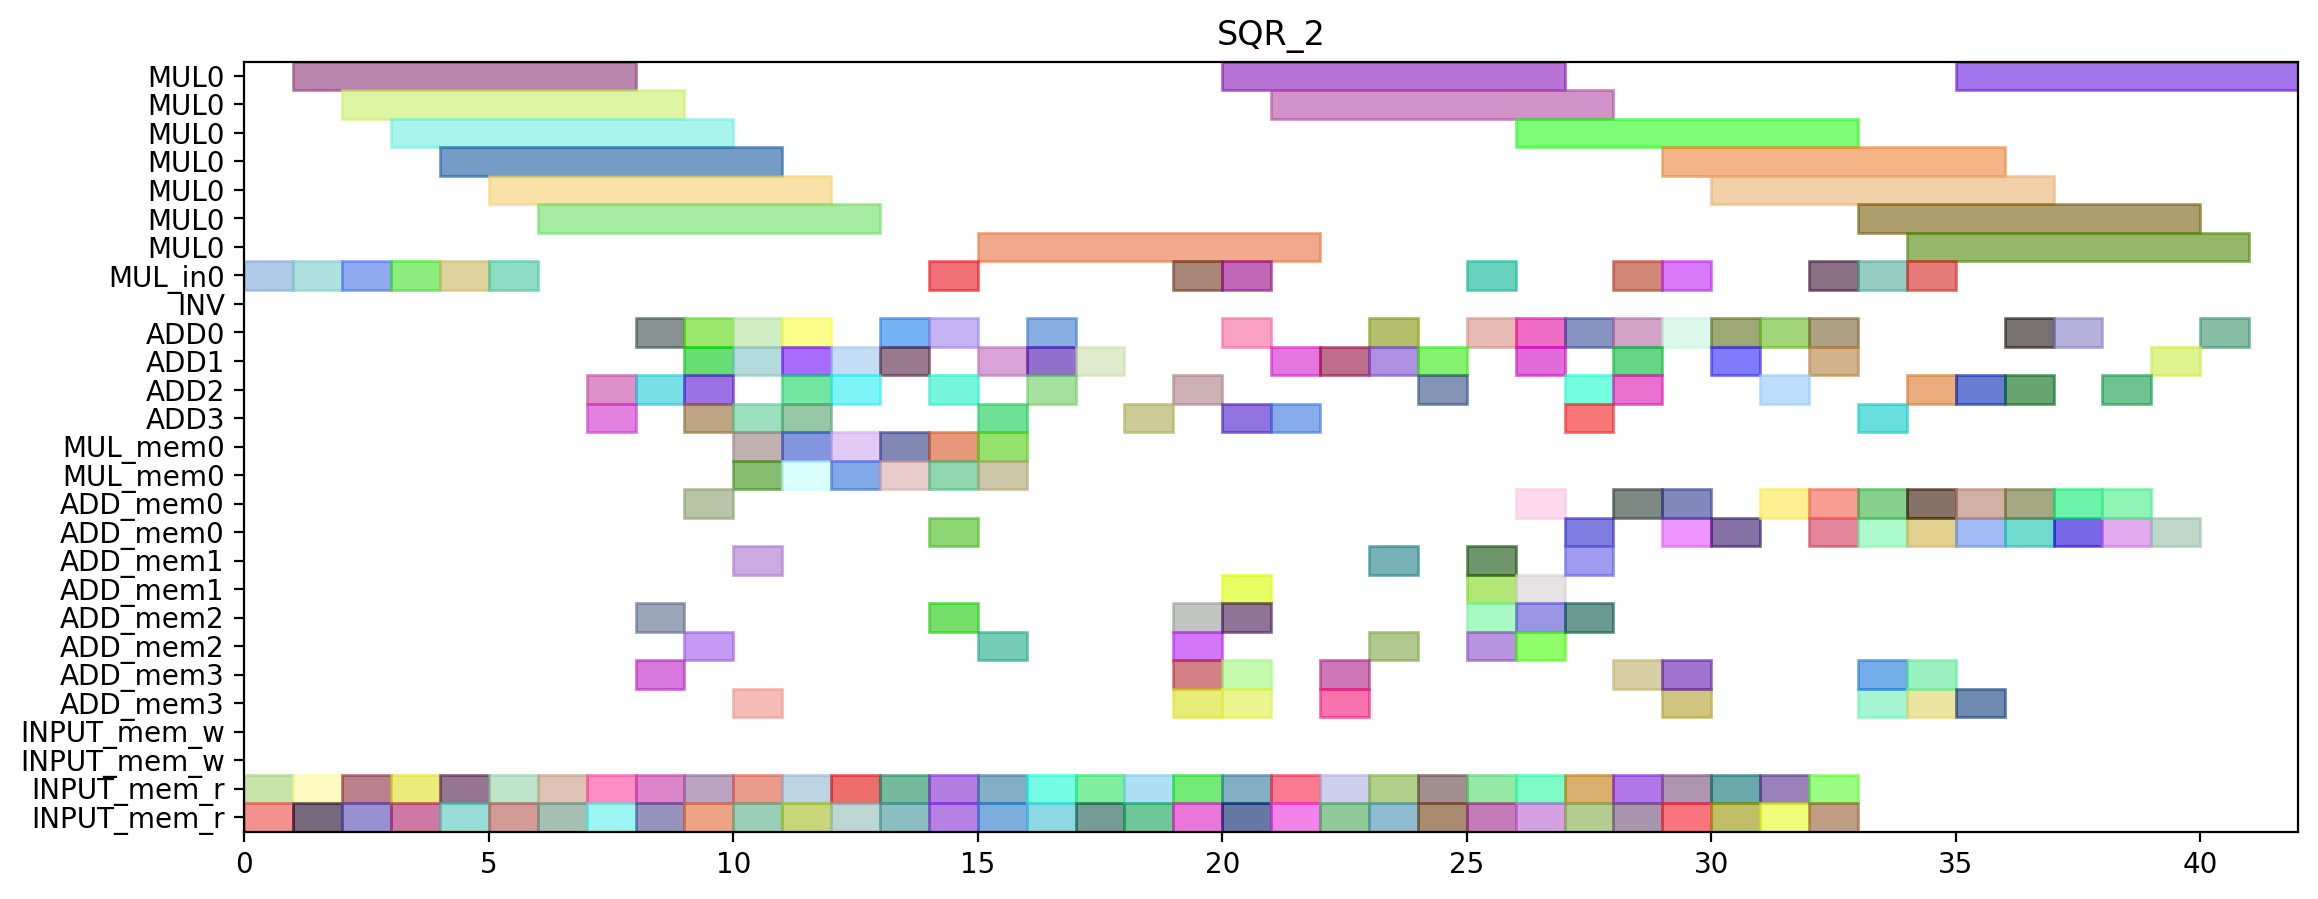 SQR_2
MUL0
MUL0
MUL0
MUL0
MUL0
MUL0
MUL0
MUL_in0
INV
ADD0
ADD1
ADD2
ADD3
MUL_mem0
MUL_mem0
ADD_mem0
ADD_mem0
ADD_mem1
ADD_mem1
ADD_mem2
ADD_mem2
ADD_mem3
ADD_mem3
INPUT_mem_w
INPUT_mem_w
INPUT_mem_r
INPUT_mem_r
0 5 10 15 20 25 30 35 40